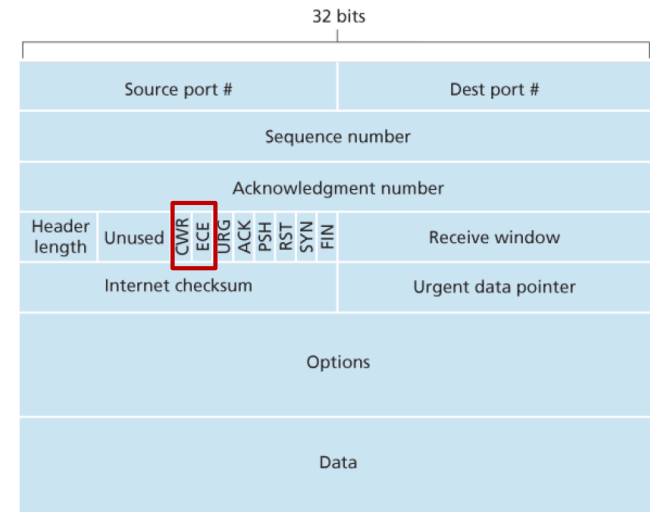 32 bits
Source port #
Dest port #
Sequence number
Acknowledgment number
Header
length
Unused
CWR
ECE
URG
ACK
PSH
RST
SYN
FIN
Receive window
Internet checksum
Urgent data pointer
Options
Data